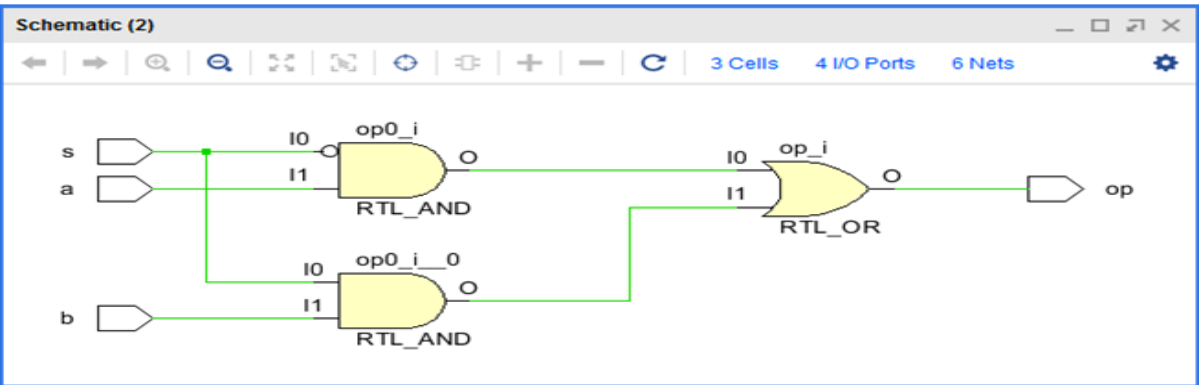 Schematic (2)
3 Cells 4 I/O Ports 6 Nets
op0_i
s I0 O
a I1
RTL_AND
op_i
I0 O
I1 op
RTL_OR
op0_i__0
I0 O
I1
b
RTL_AND